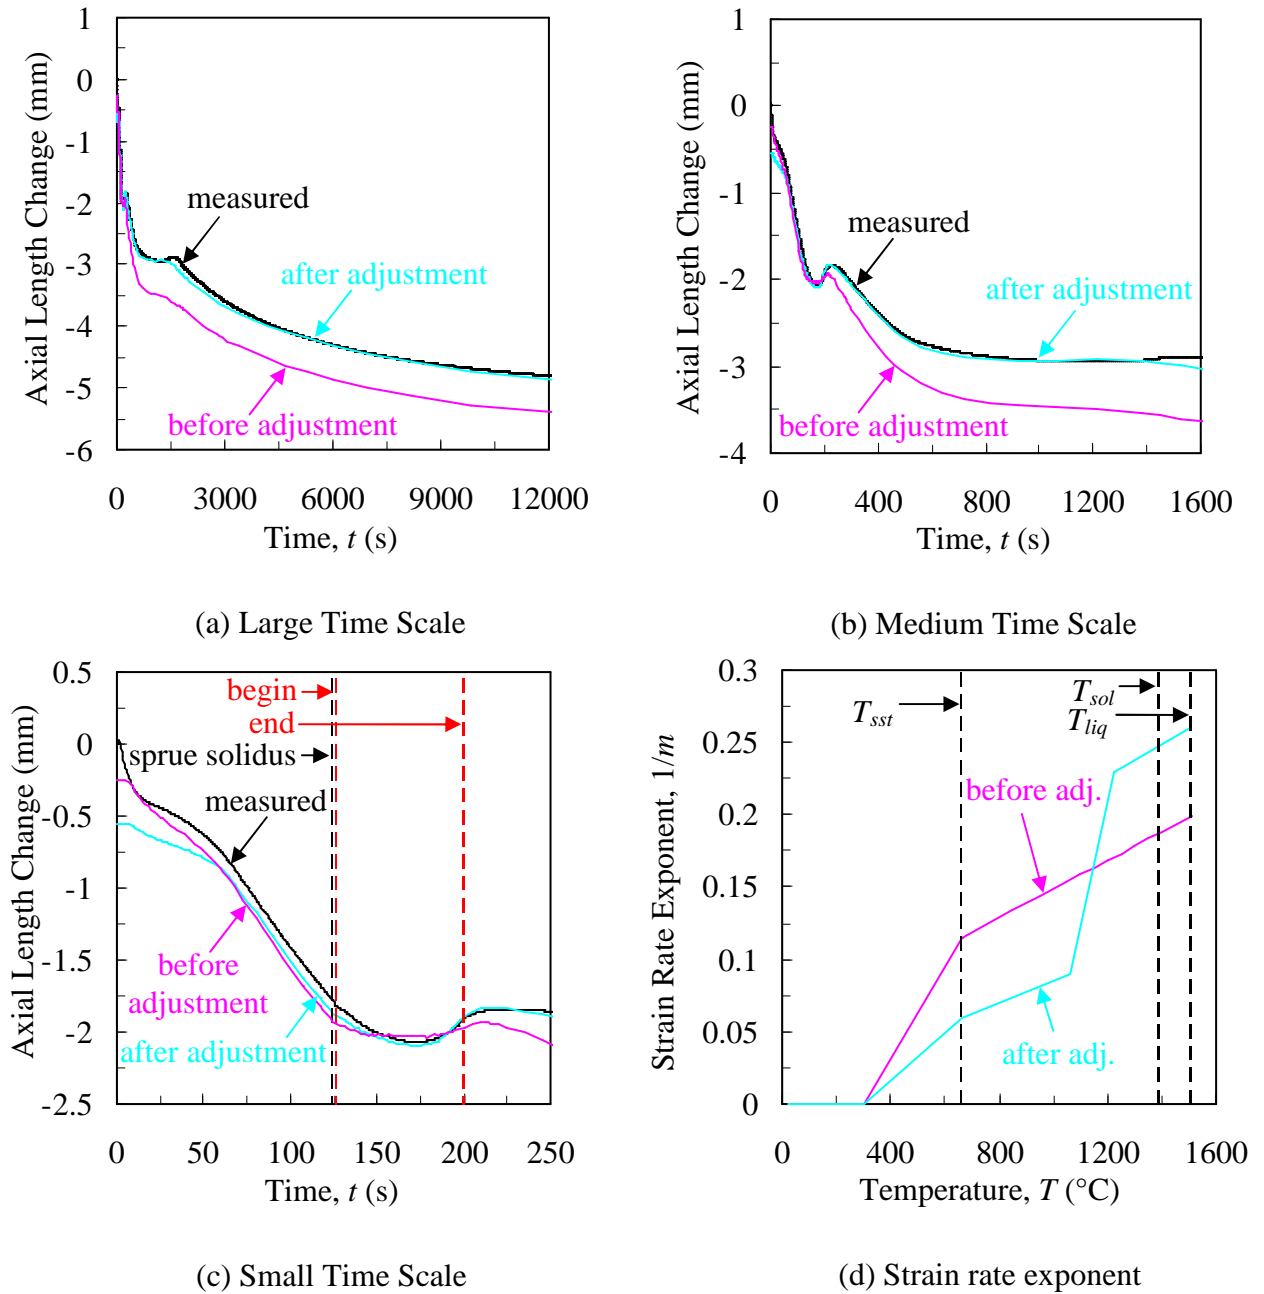 Axial Length Change (mm)
1
0
-1
-2
-3
-4
-5
-6
measured
after adjustment
before adjustment
0 3000 6000 9000 12000
Time, t (s)
(a) Large Time Scale
Axial Length Change (mm)
1
0
-1
-2
-3
-4
measured
after adjustment
before adjustment
0 400 800 1200 1600
Time, t (s)
(b) Medium Time Scale
Axial Length Change (mm)
0.5
0
-0.5
-1
-1.5
-2
-2.5
begin
end
sprue solidus
measured
before
adjustment
after adjustment
0 50 100 150 200 250
Time, t (s)
(c) Small Time Scale
Strain Rate Exponent, 1/m
0.3
0.25
0.2
0.15
0.1
0.05
0
Tsst
Tsol
Tliq
before adj.
after adj.
0 400 800 1200 1600
Temperature, T (°C)
(d) Strain rate exponent